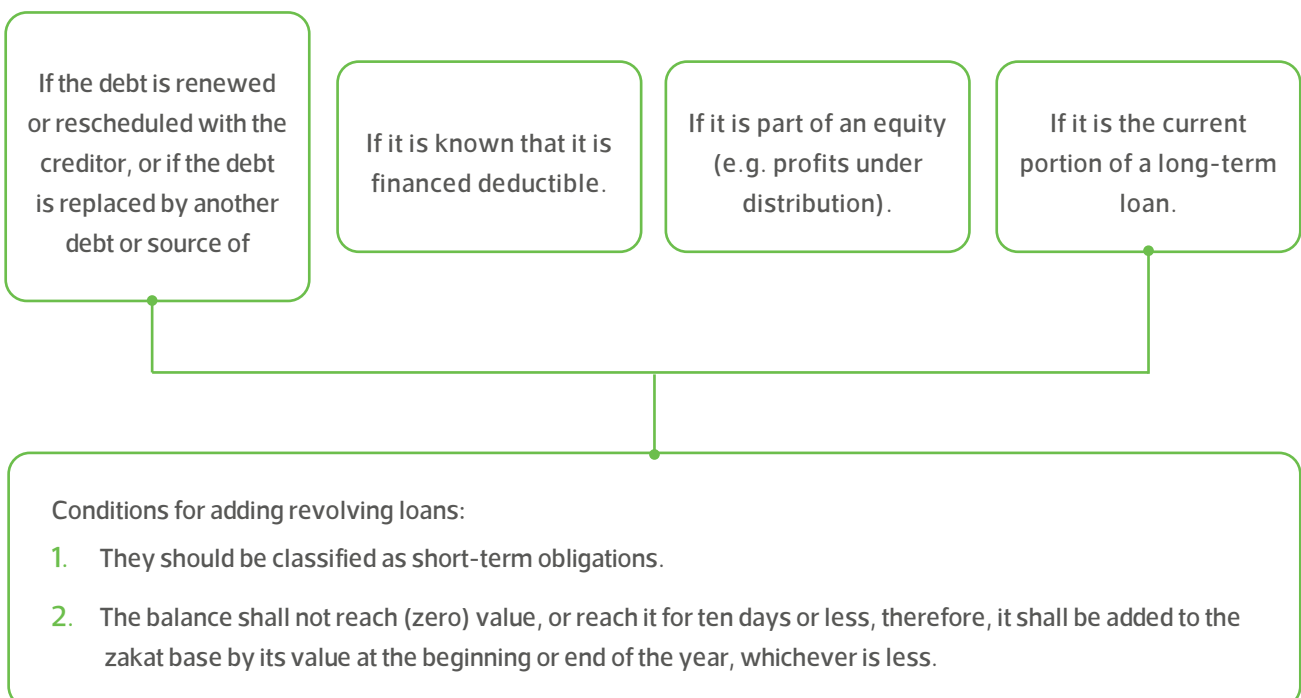 If the debt is renewed
or rescheduled with the
creditor, or if the debt
is replaced by another
debt or source of
If it is known that it is
financed deductible.
If it is part of an equity
(e.g. profits under
distribution).
If it is the current
portion of a long-term
loan.
Conditions for adding revolving loans:
1. They should be classified as short-term obligations.
2. The balance shall not reach (zero) value, or reach it for ten days or less, therefore, it shall be added to the
zakat base by its value at the beginning or end of the year, whichever is less.